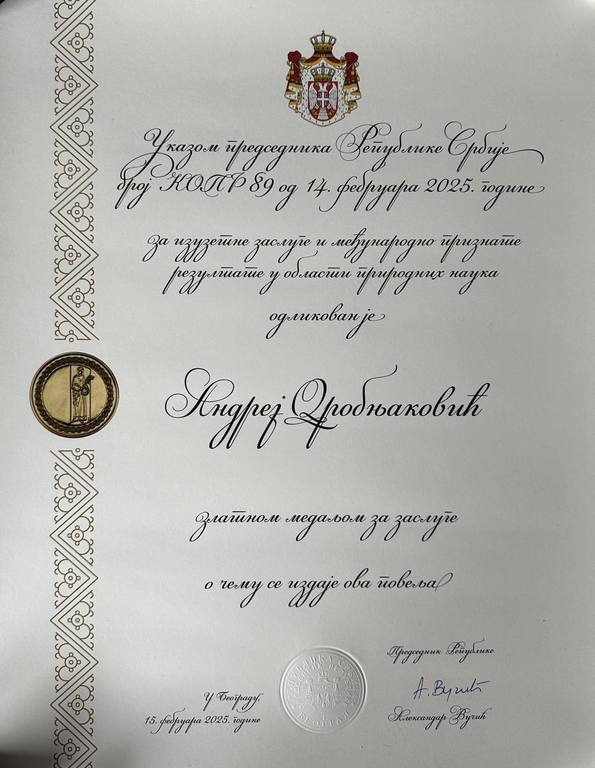 Указом председника Републике Србије
број КОПР 89 од 14. фебруара 2025. године
за изузетне заслуге и међународно признате
резултате у области природних наука
одликован је
Андреј Дробњаковић
златном медаљом за заслуге
о чему се издаје ова повеља
Председник Републике
А. Вучић
Александар Вучић
У Београду,
15. фебруара 2025. године